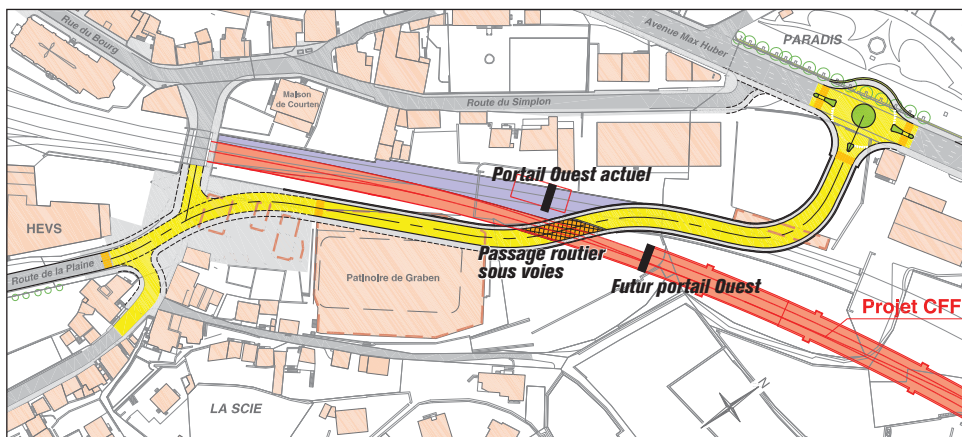 Rue du Bourg
Avenue Max Huber
PARADIS
Maison
de Courten
Route du Simplon
Portail Ouest actuel
HEVS
Passage routier
sous voies
Route de la Plaine
Patinoire de Graben
Futur portail Ouest
Projet CFF
LA SCIE
N